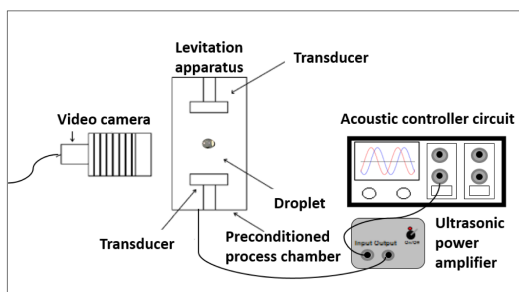 Levitation
apparatus
Transducer
Video camera
Acoustic controller circuit
Droplet
Transducer
Preconditioned
process chamber
Input Output
On/Off
Ultrasonic
power
amplifier